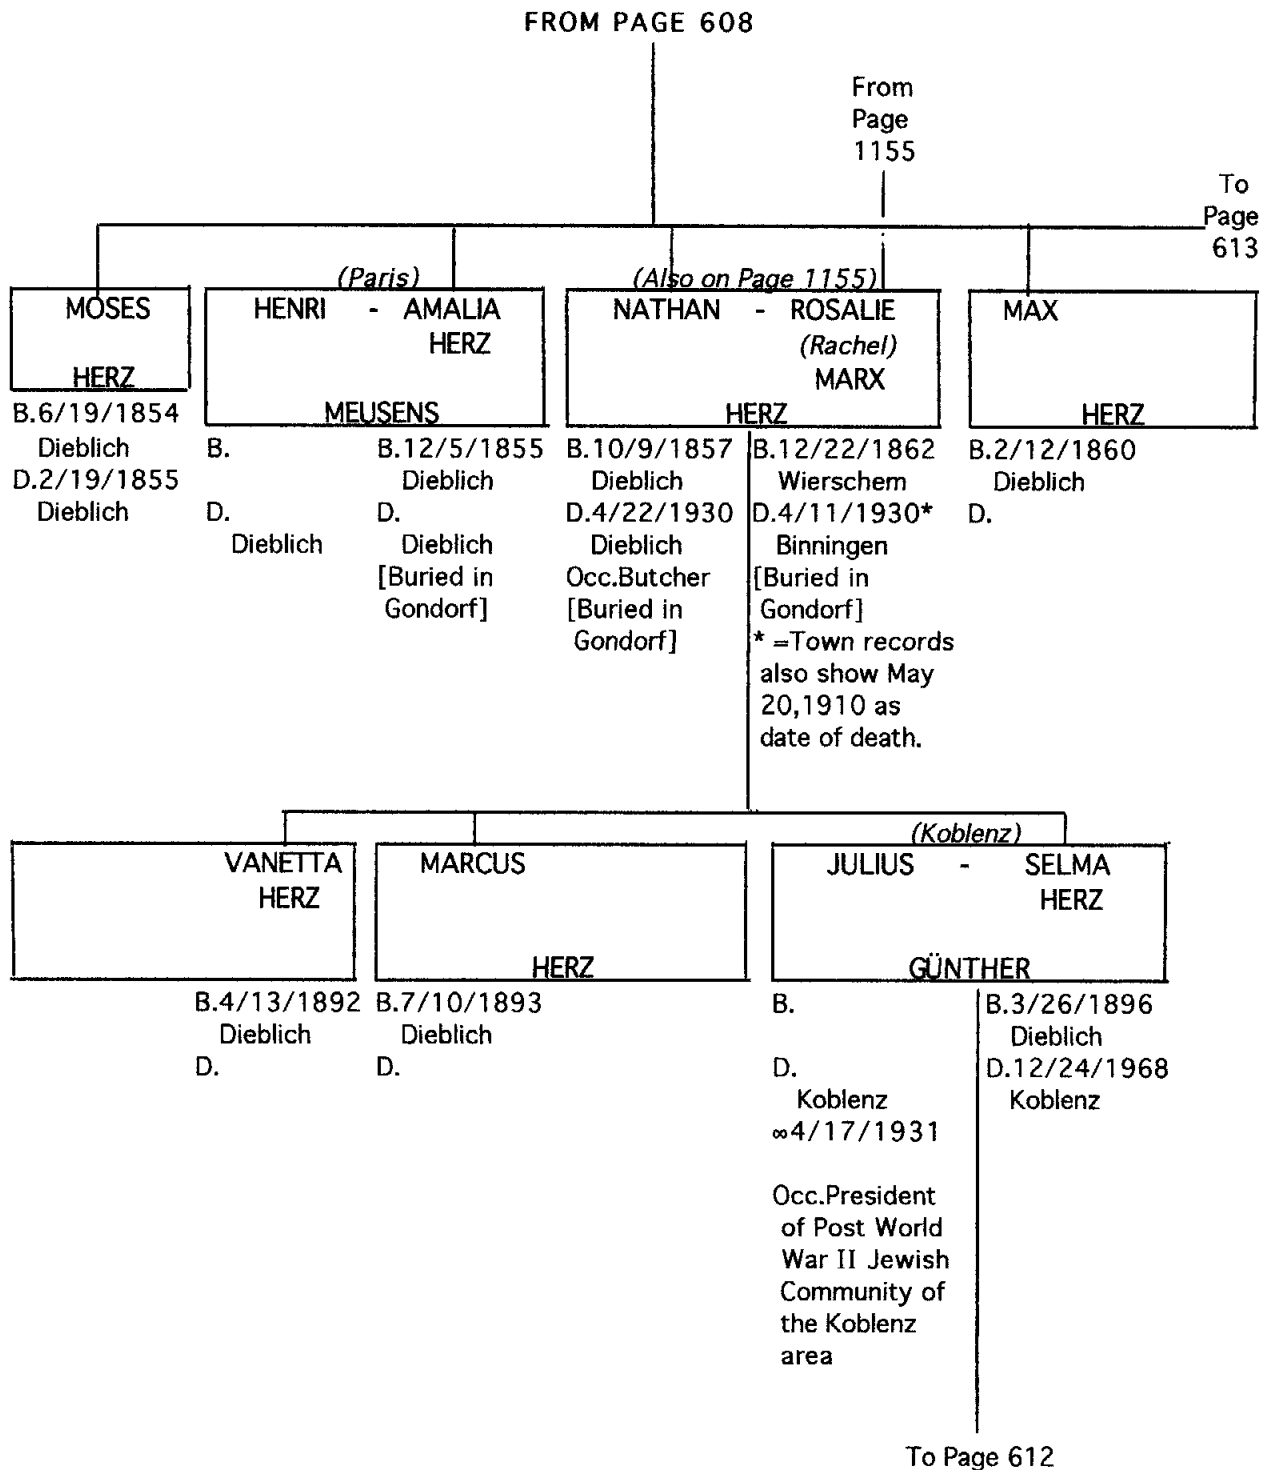 FROM PAGE 608
From
Page
1155
To
Page
613
MOSES
HERZ
B.6/19/1854
Dieblich
D.2/19/1855
Dieblich
(Paris)
HENRI - AMALIA
HERZ
MEUSENS
B.
D.
Dieblich
B.12/5/1855
Dieblich
D.
Dieblich
[Buried in
Gondorf]
(Also on Page 1155)
NATHAN - ROSALIE
(Rachel)
MARX
HERZ
B.10/9/1857
Dieblich
D.4/22/1930
Dieblich
Occ.Butcher
[Buried in
Gondorf]
B.12/22/1862
Wierschem
D.4/11/1930*
Binningen
[Buried in
Gondorf]
* =Town records
also show May
20,1910 as
date of death.
MAX
HERZ
B.2/12/1860
Dieblich
D.
VANETTA
HERZ
B.4/13/1892
Dieblich
D.
MARCUS
HERZ
B.7/10/1893
Dieblich
D.
(Koblenz)
JULIUS - SELMA
HERZ
GÜNTHER
B.
D.
Koblenz
∞4/17/1931
Occ.President
of Post World
War II Jewish
Community of
the Koblenz
area
B.3/26/1896
Dieblich
D.12/24/1968
Koblenz
To Page 612